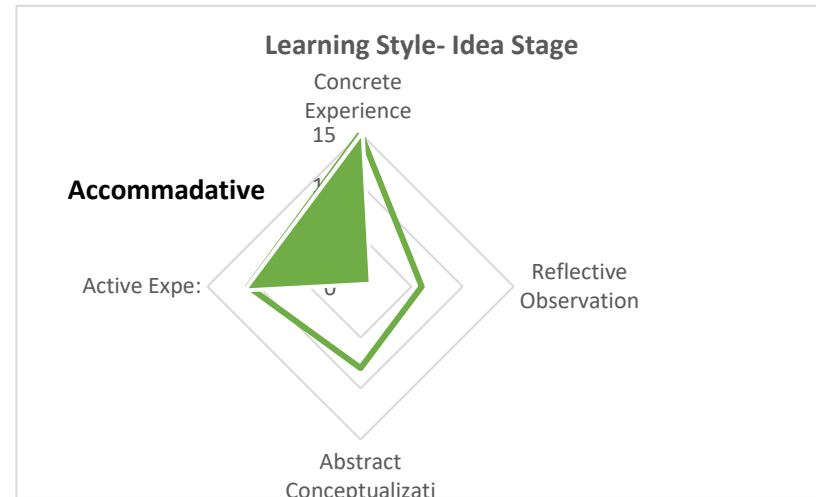 Learning Style- Idea Stage
Concrete
Experience
15
Accommadative
Active Expe:
0
Reflective
Observation
Abstract
Conceptualizati